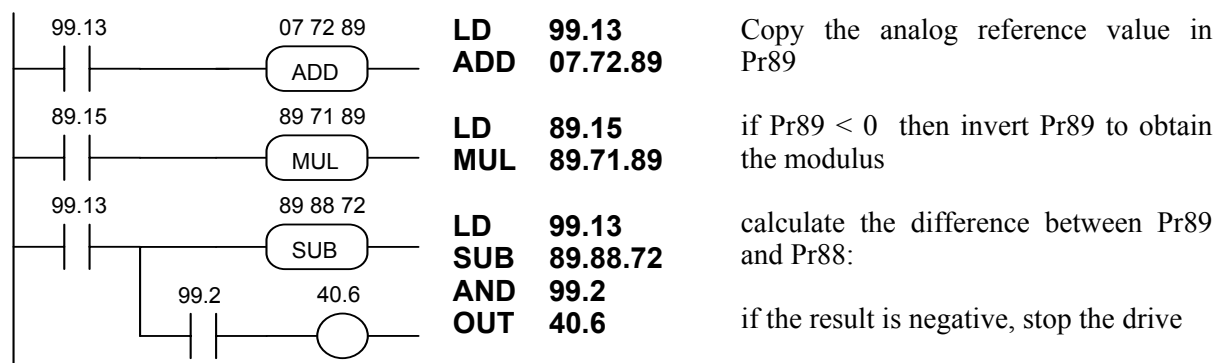 99.13 07 72 89
ADD
LD 99.13
ADD 07.72.89
Copy the analog reference value in
Pr89
89.15 89 71 89
MUL
LD 89.15
MUL 89.71.89
if Pr89 < 0 then invert Pr89 to obtain
the modulus
99.13 89 88 72
SUB
99.2 40.6
LD 99.13
SUB 89.88.72
AND 99.2
OUT 40.6
calculate the difference between Pr89
and Pr88:
if the result is negative, stop the drive